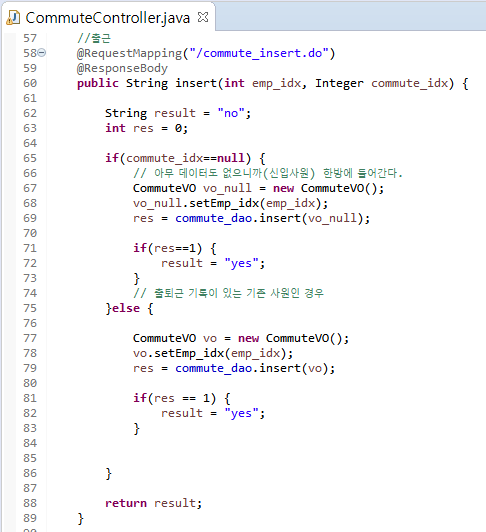 CommuteController.java
57 //출근
58 @RequestMapping("/commute_insert.do")
59 @ResponseBody
60 public String insert(int emp_idx, Integer commute_idx) {
61
62 String result = "no";
63 int res = 0;
64
65 if(commute_idx==null) {
66 // 아무 데이터도 없으니까(신입사원) 한방에 들어간다.
67 CommuteVO vo_null = new CommuteVO();
68 vo_null.setEmp_idx(emp_idx);
69 res = commute_dao.insert(vo_null);
70
71 if(res==1) {
72 result = "yes";
73 }
74 // 출퇴근 기록이 있는 기존 사원인 경우
75 }else {
76
77 CommuteVO vo = new CommuteVO();
78 vo.setEmp_idx(emp_idx);
79 res = commute_dao.insert(vo);
80
81 if(res == 1) {
82 result = "yes";
83 }
84
85
86 }
87
88 return result;
89 }